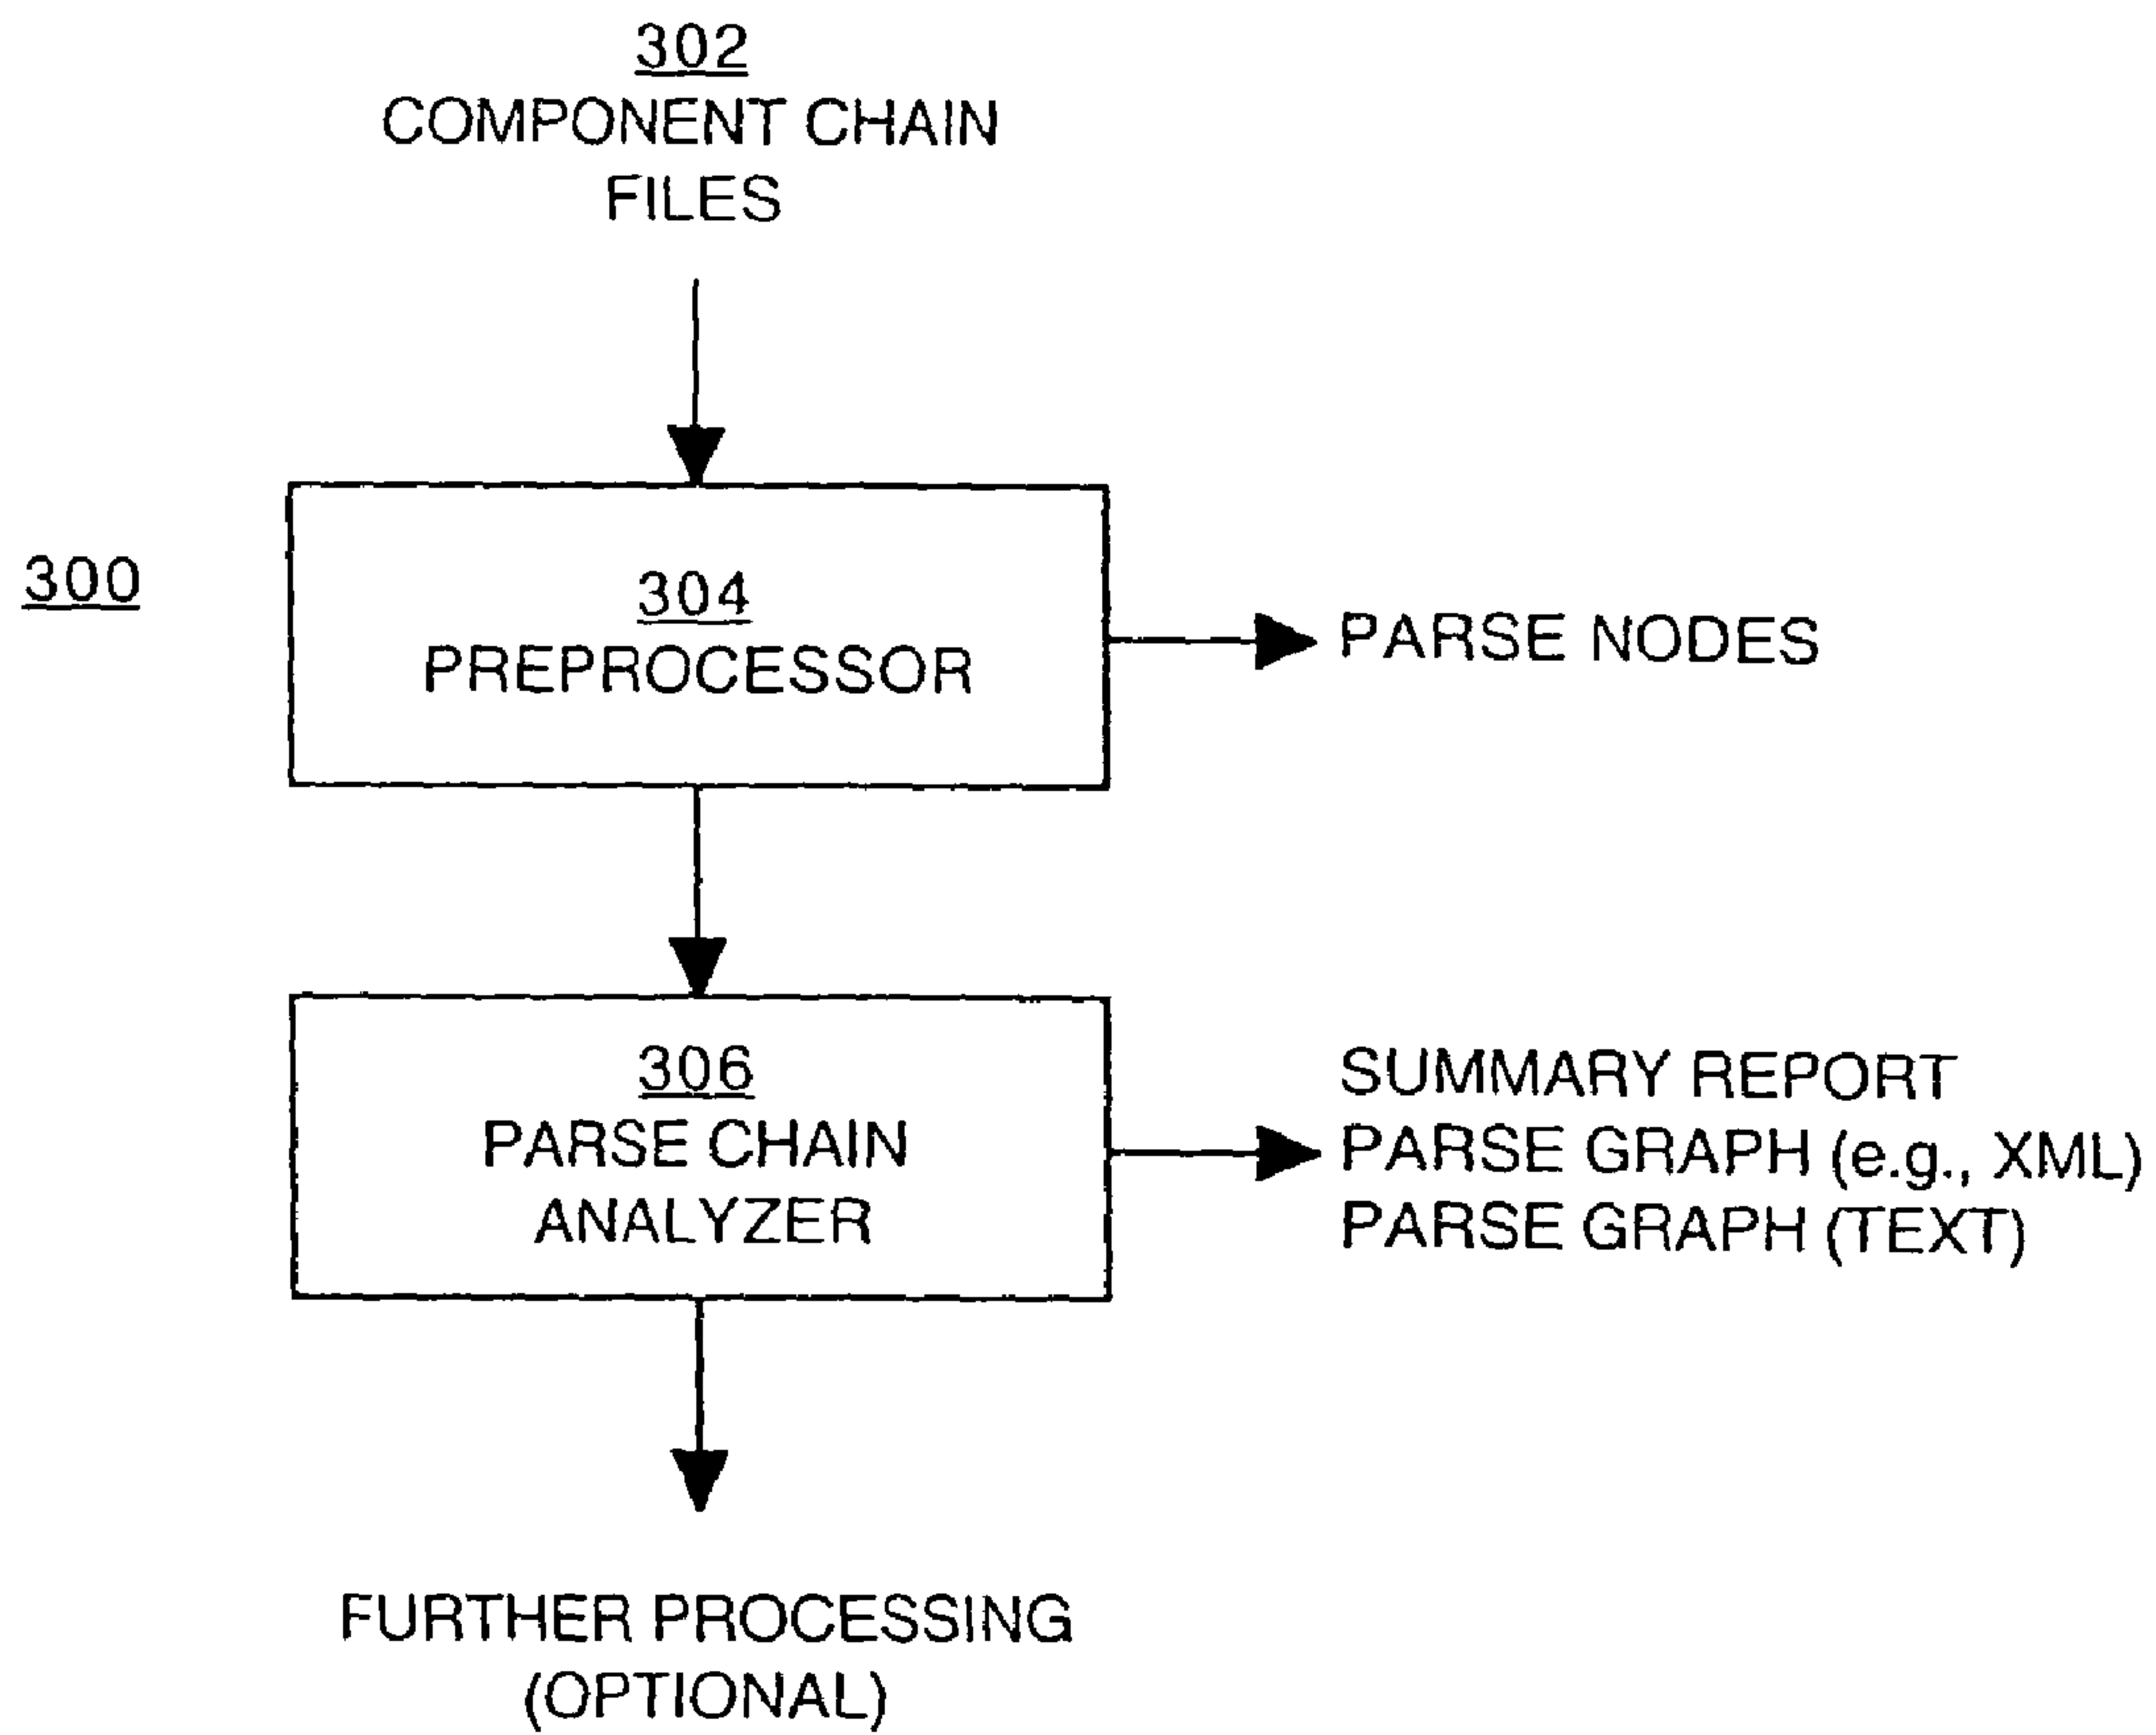 302
COMPONENT CHAIN
FILES
300
304
PREPROCESSOR
PARSE NODES
306
PARSE CHAIN
ANALYZER
SUMMARY REPORT
PARSE GRAPH (e.g., XML)
PARSE GRAPH (TEXT)
FURTHER PROCESSING
(OPTIONAL)